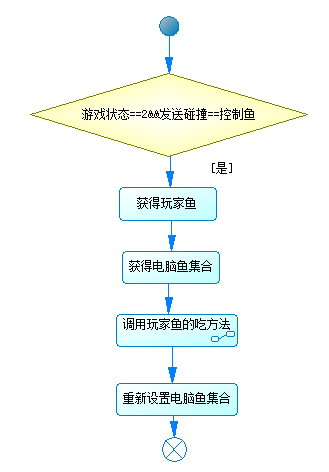 游戏状态==2&&发送碰撞==控制鱼
[是]
获得玩家鱼
获得电脑鱼集合
调用玩家鱼的吃方法
重新设置电脑鱼集合